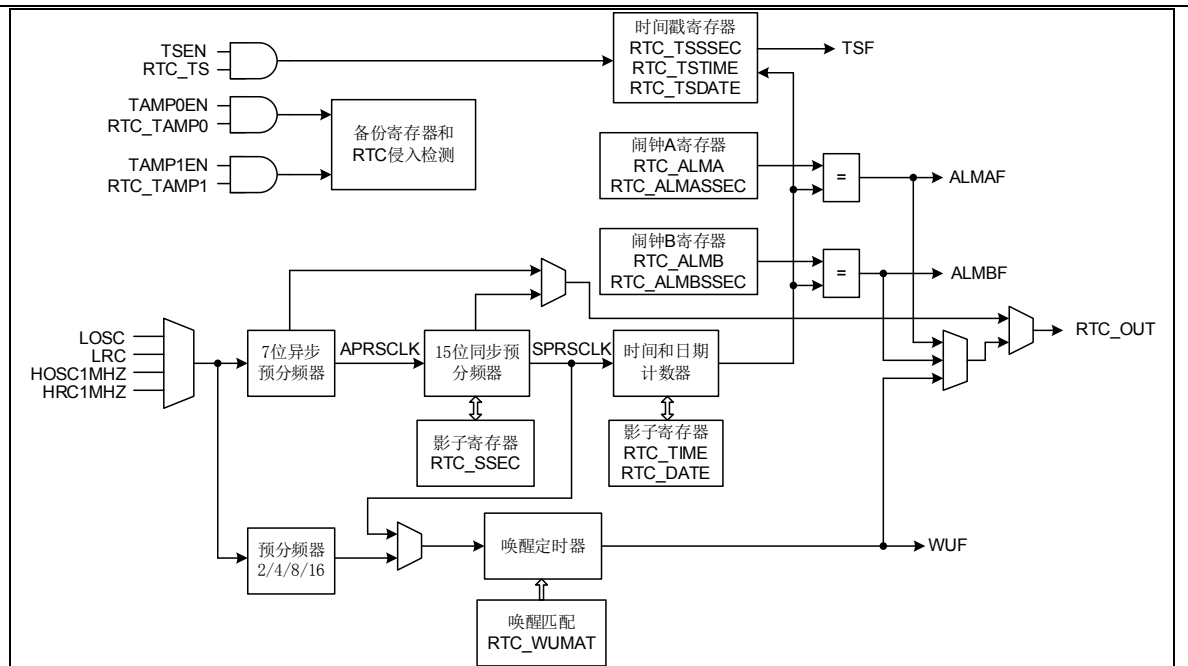 TSEN
RTC_TS
时间戳寄存器
RTC_TSSSEC
RTC_TSTIME
RTC_TSDATE
TSF
TAMP0EN
RTC_TAMP0
TAMP1EN
RTC_TAMP1
备份寄存器和
RTC侵入检测
闹钟A寄存器
RTC_ALMA
RTC_ALMASSEC
=
ALMAF
闹钟B寄存器
RTC_ALMB
RTC_ALMBSSEC
=
ALMBF
LOSC
LRC
HOSC1MHZ
HRC1MHZ
7位异步
预分频器
APRSCLK
15位同步预
分频器
SPRSCLK
时间和日期
计数器
RTC_OUT
影子寄存器
RTC_SSEC
影子寄存器
RTC_TIME
RTC_DATE
预分频器
2/4/8/16
唤醒定时器
WUF
唤醒匹配
RTC_WUMAT